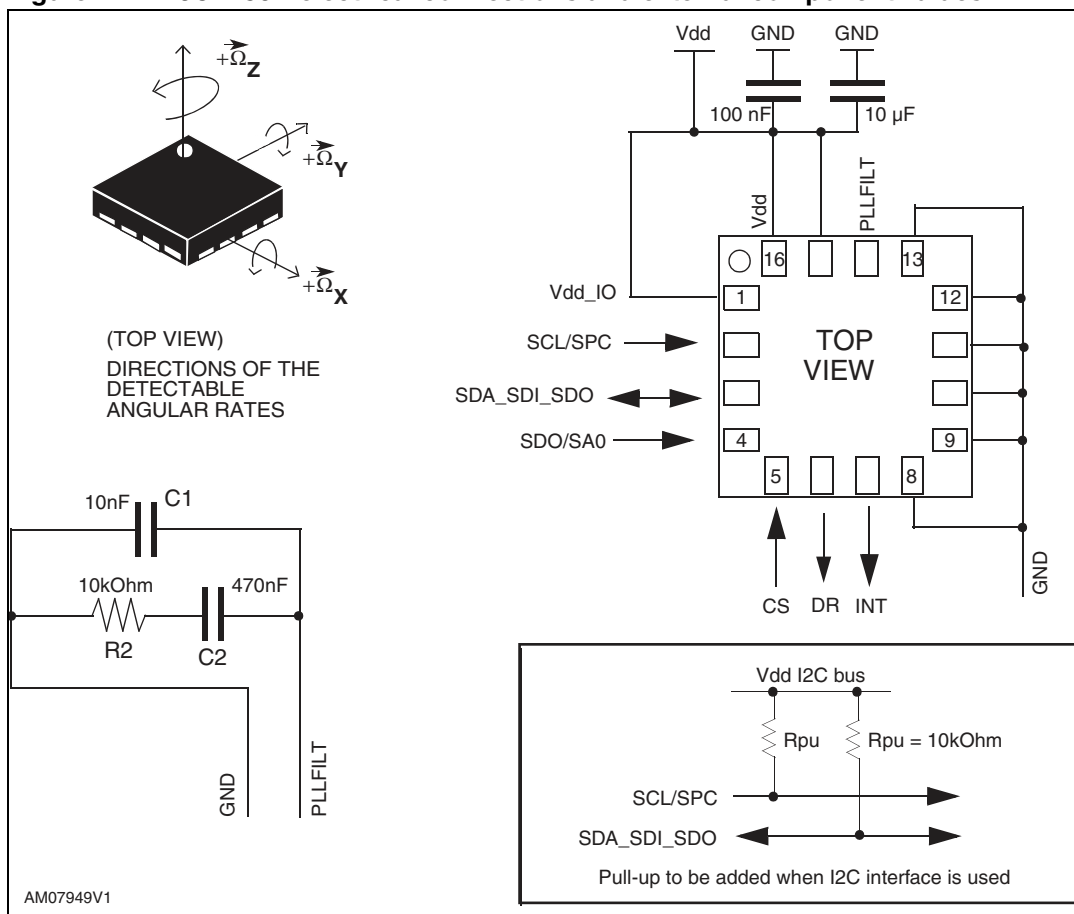 +Ω Z
+Ω Y
+Ω X
(TOP VIEW)
DIRECTIONS OF THE
DETECTABLE
ANGULAR RATES
Vdd GND GND
100 nF 10 µF
Vdd PLLFILT
16 13
Vdd_IO 1 12
SCL/SPC
TOP
VIEW
SDA_SDI_SDO
SDO/SA0 4 9
5 8
CS DR INT
GND
10nF C1
10kOhm 470nF
R2 C2
GND PLLFILT
Vdd I2C bus
Rpu Rpu = 10kOhm
SCL/SPC
SDA_SDI_SDO
Pull-up to be added when I2C interface is used
AM07949V1